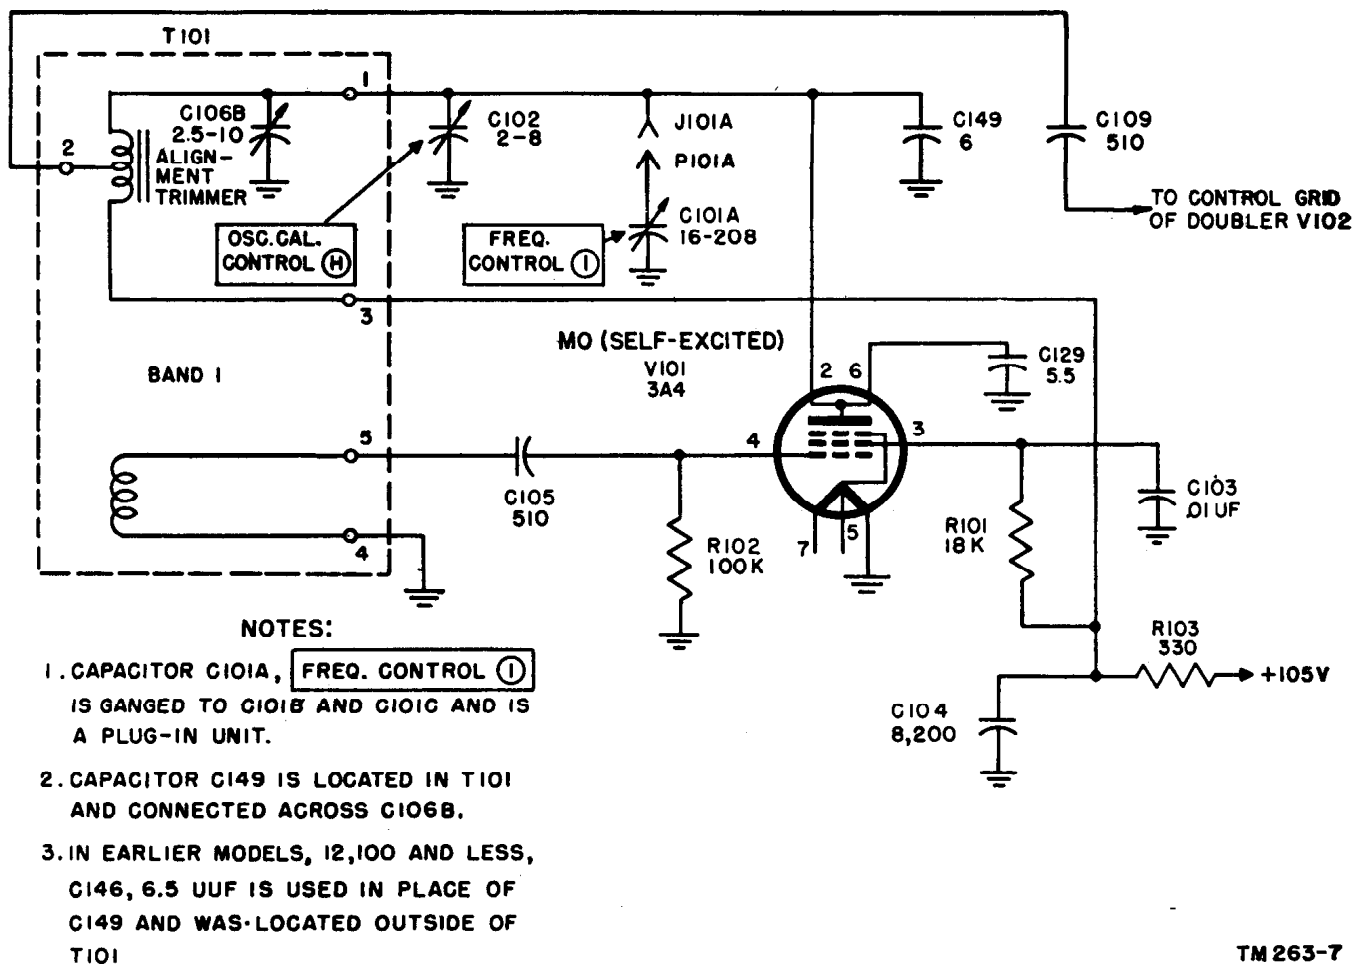 T101
1
C106B
2.5-10
ALIGN-
MENT
TRIMMER
2
C102
2-8
J101A
P101A
C149
6
C109
510
TO CONTROL GRID
OF DOUBLER V102
OSC.CAL.
CONTROL H
FREQ.
CONTROL I
C101A
16-208
3
BAND 1
MO (SELF-EXCITED)
V101
3A4
2 6
C129
5.5
5
4
3
C105
510
4
R102
100K
7
5
R101
18K
C103
.01UF
R103
330
+105V
C104
8,200
NOTES:
1. CAPACITOR C101A, FREQ. CONTROL I
IS GANGED TO C101B AND C101C AND IS
A PLUG-IN UNIT.
2. CAPACITOR C149 IS LOCATED IN T101
AND CONNECTED ACROSS C106B.
3. IN EARLIER MODELS, 12,100 AND LESS,
C146, 6.5 UUF IS USED IN PLACE OF
C149 AND WAS LOCATED OUTSIDE OF
T101
TM 263-7